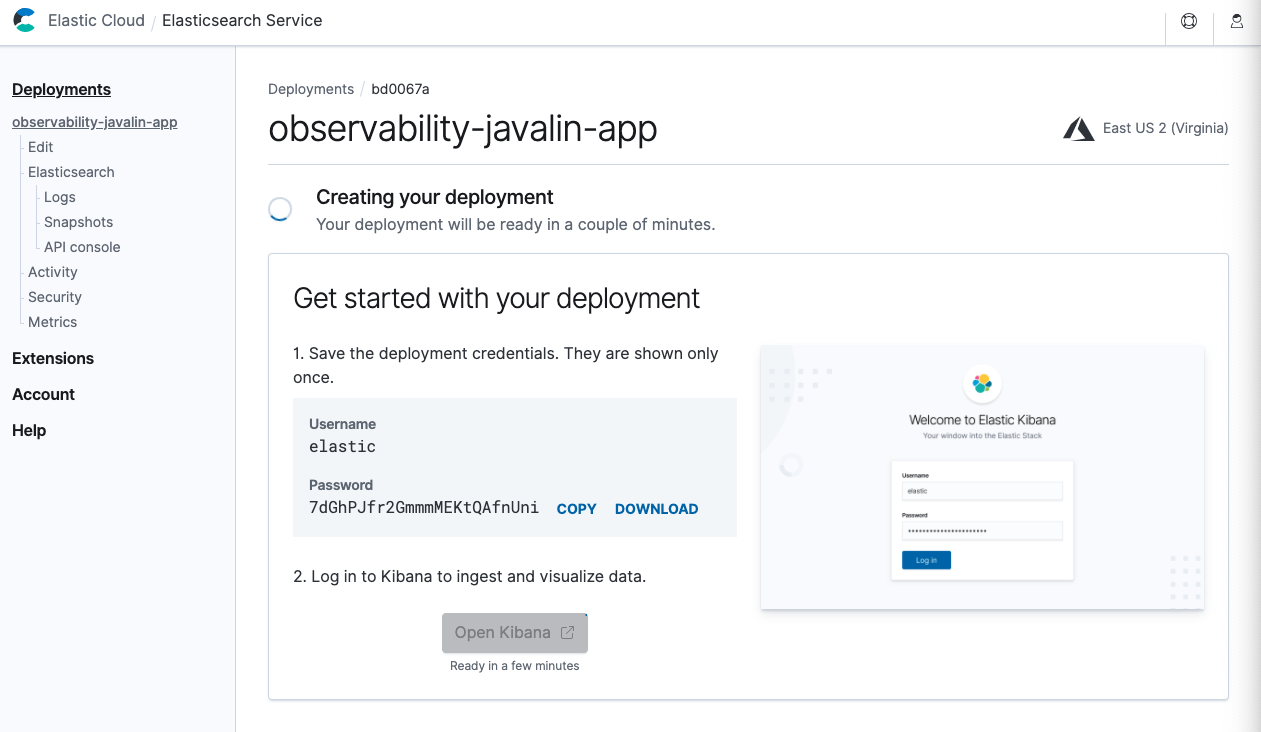 Elastic Cloud / Elasticsearch Service
Deployments
observability-javalin-app
Edit
Elasticsearch
Logs
Snapshots
API console
Activity
Security
Metrics
Extensions
Account
Help
Deployments / bd0067a
observability-javalin-app
East US 2 (Virginia)
Creating your deployment
Your deployment will be ready in a couple of minutes.
Get started with your deployment
1. Save the deployment credentials. They are shown only
once.
Username
elastic
Password
7dGhPJfr2GmmmMEKtQAfnUni COPY DOWNLOAD
2. Log in to Kibana to ingest and visualize data.
Open Kibana
Ready in a few minutes
Welcome to Elastic Kibana
Your window into the Elastic Stack
Username
elastic
Password
Log in